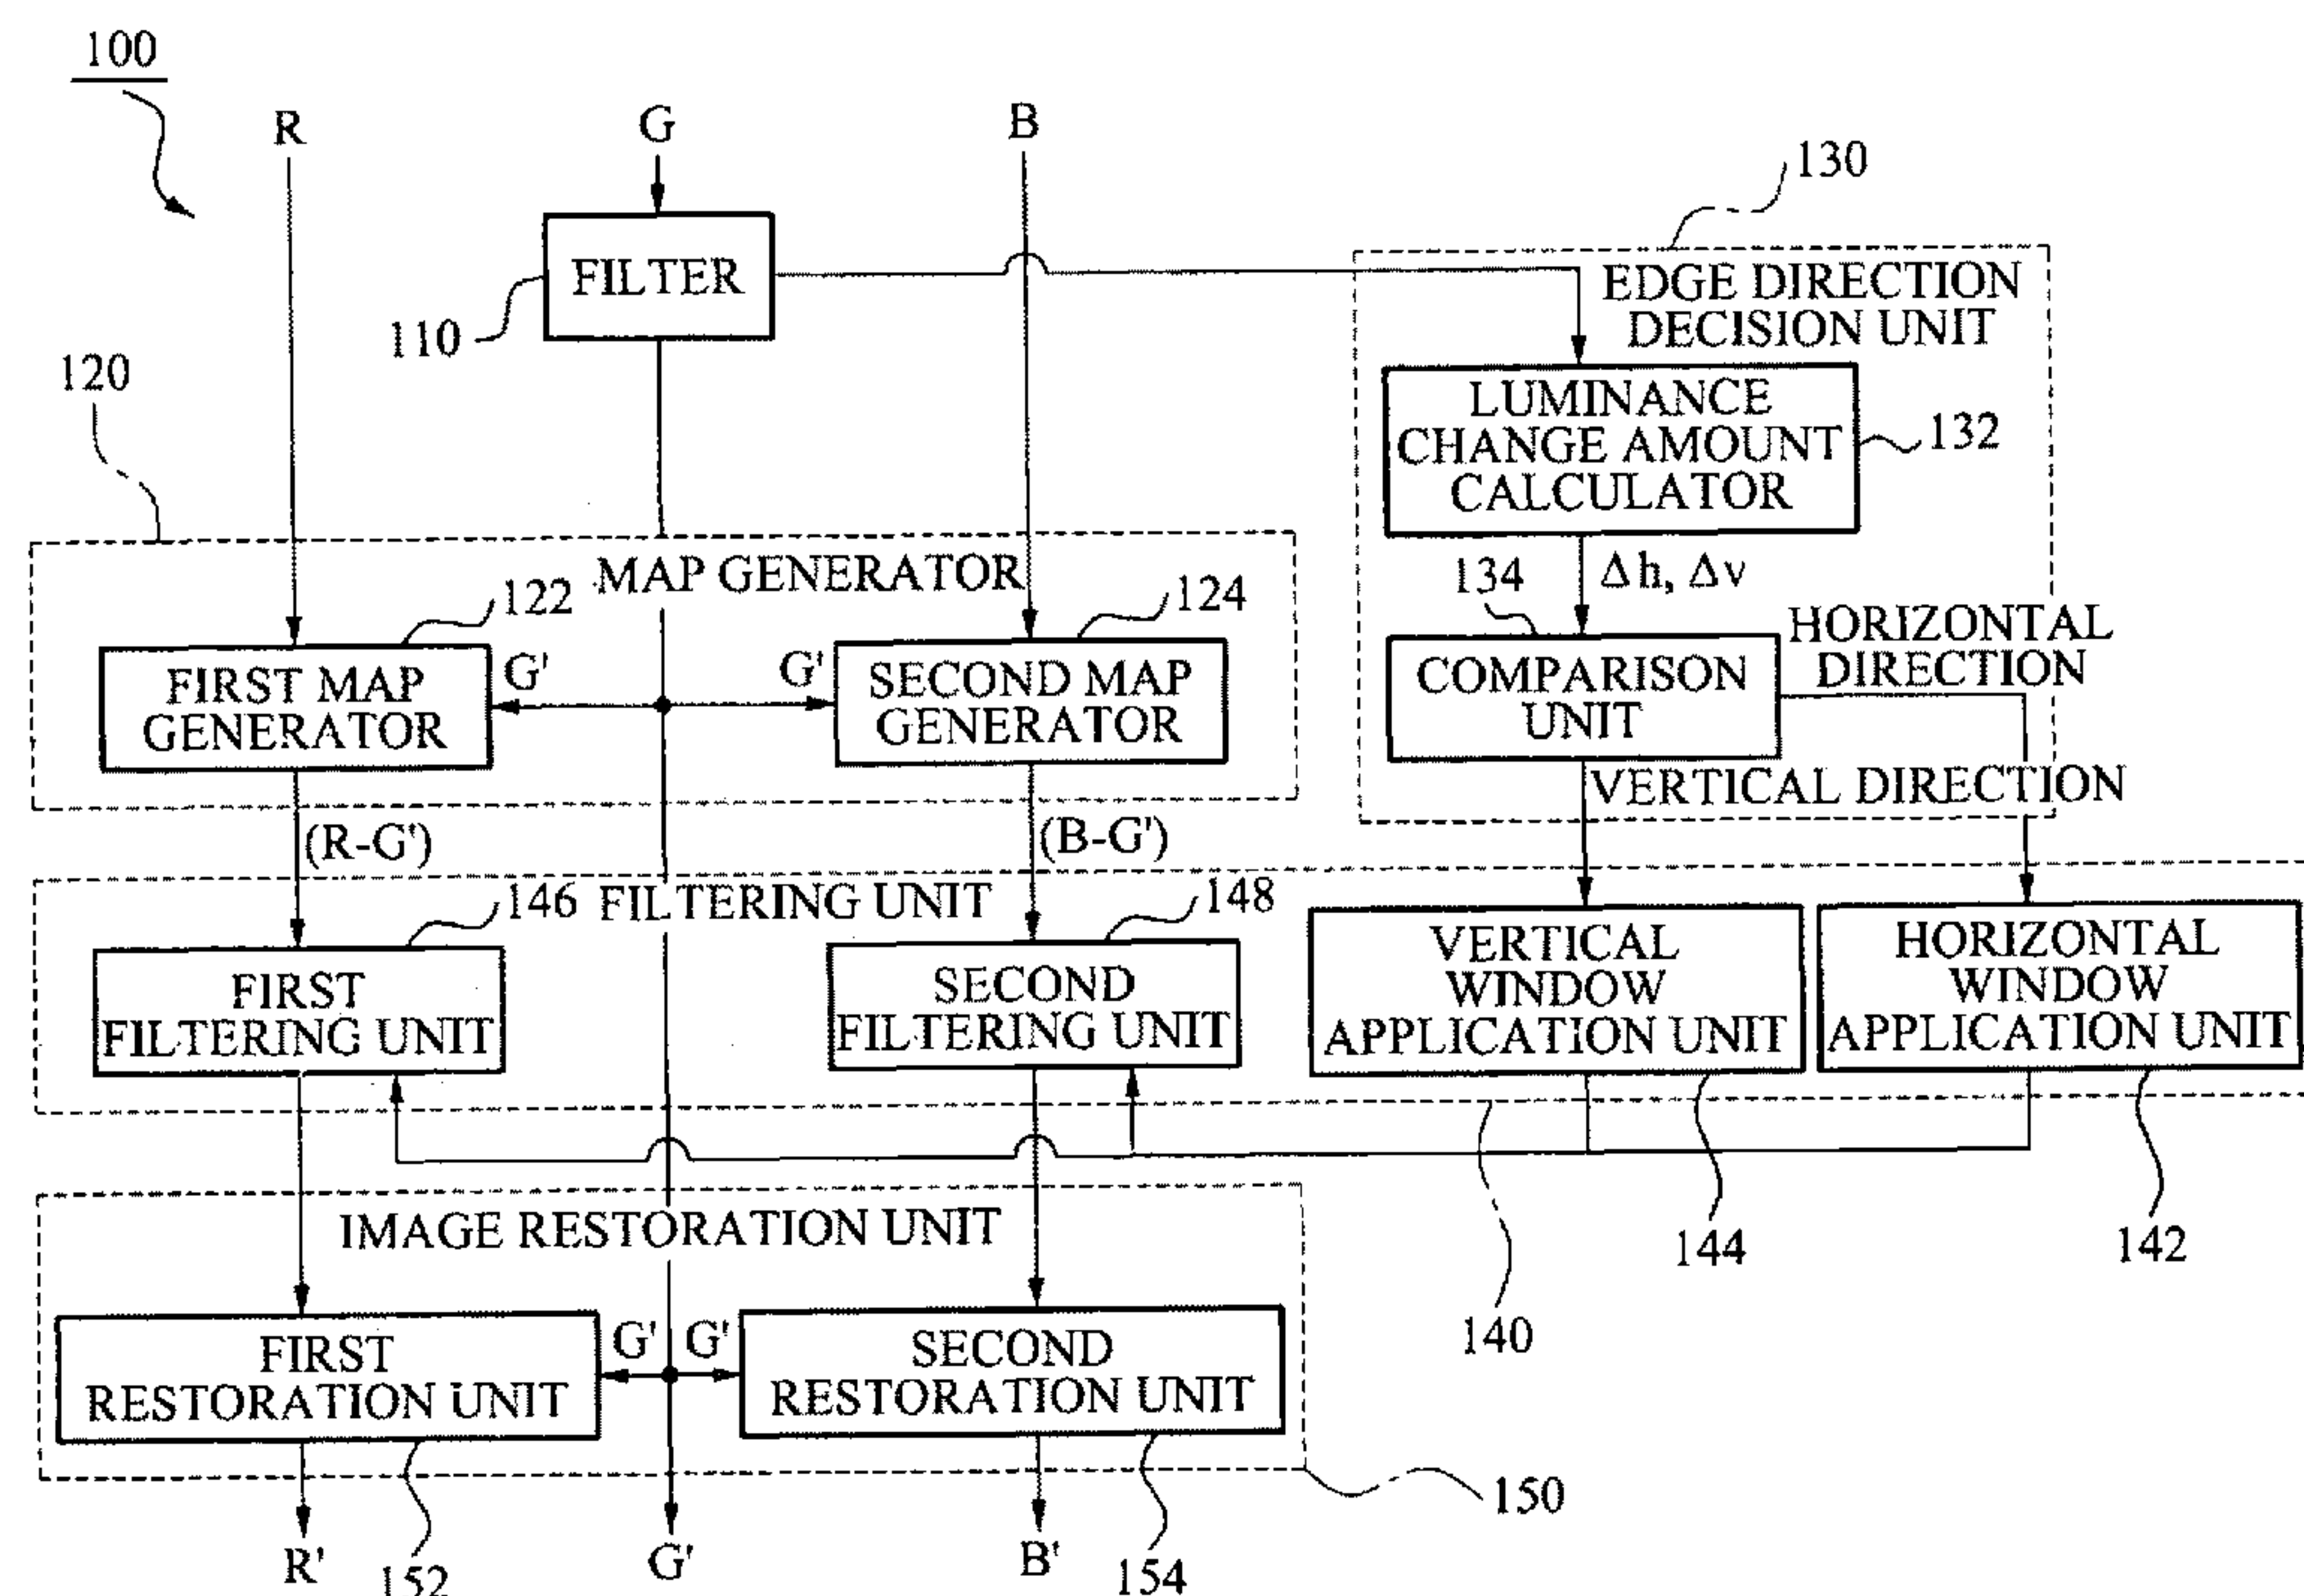 100
R
G
B
130
FILTER
110
EDGE DIRECTION
DECISION UNIT
120
LUMINANCE
CHANGE AMOUNT
CALCULATOR
132
MAP GENERATOR
122
124
134
Δh, Δv
HORIZONTAL
DIRECTION
FIRST MAP
GENERATOR
G'
G'
SECOND MAP
GENERATOR
COMPARISON
UNIT
VERTICAL DIRECTION
(R-G')
(B-G')
146
FILTERING UNIT
148
FIRST
FILTERING UNIT
SECOND
FILTERING UNIT
VERTICAL
WINDOW
APPLICATION UNIT
HORIZONTAL
WINDOW
APPLICATION UNIT
IMAGE RESTORATION UNIT
144
142
140
FIRST
RESTORATION UNIT
G'
G'
SECOND
RESTORATION UNIT
150
R'
152
G'
B'
154